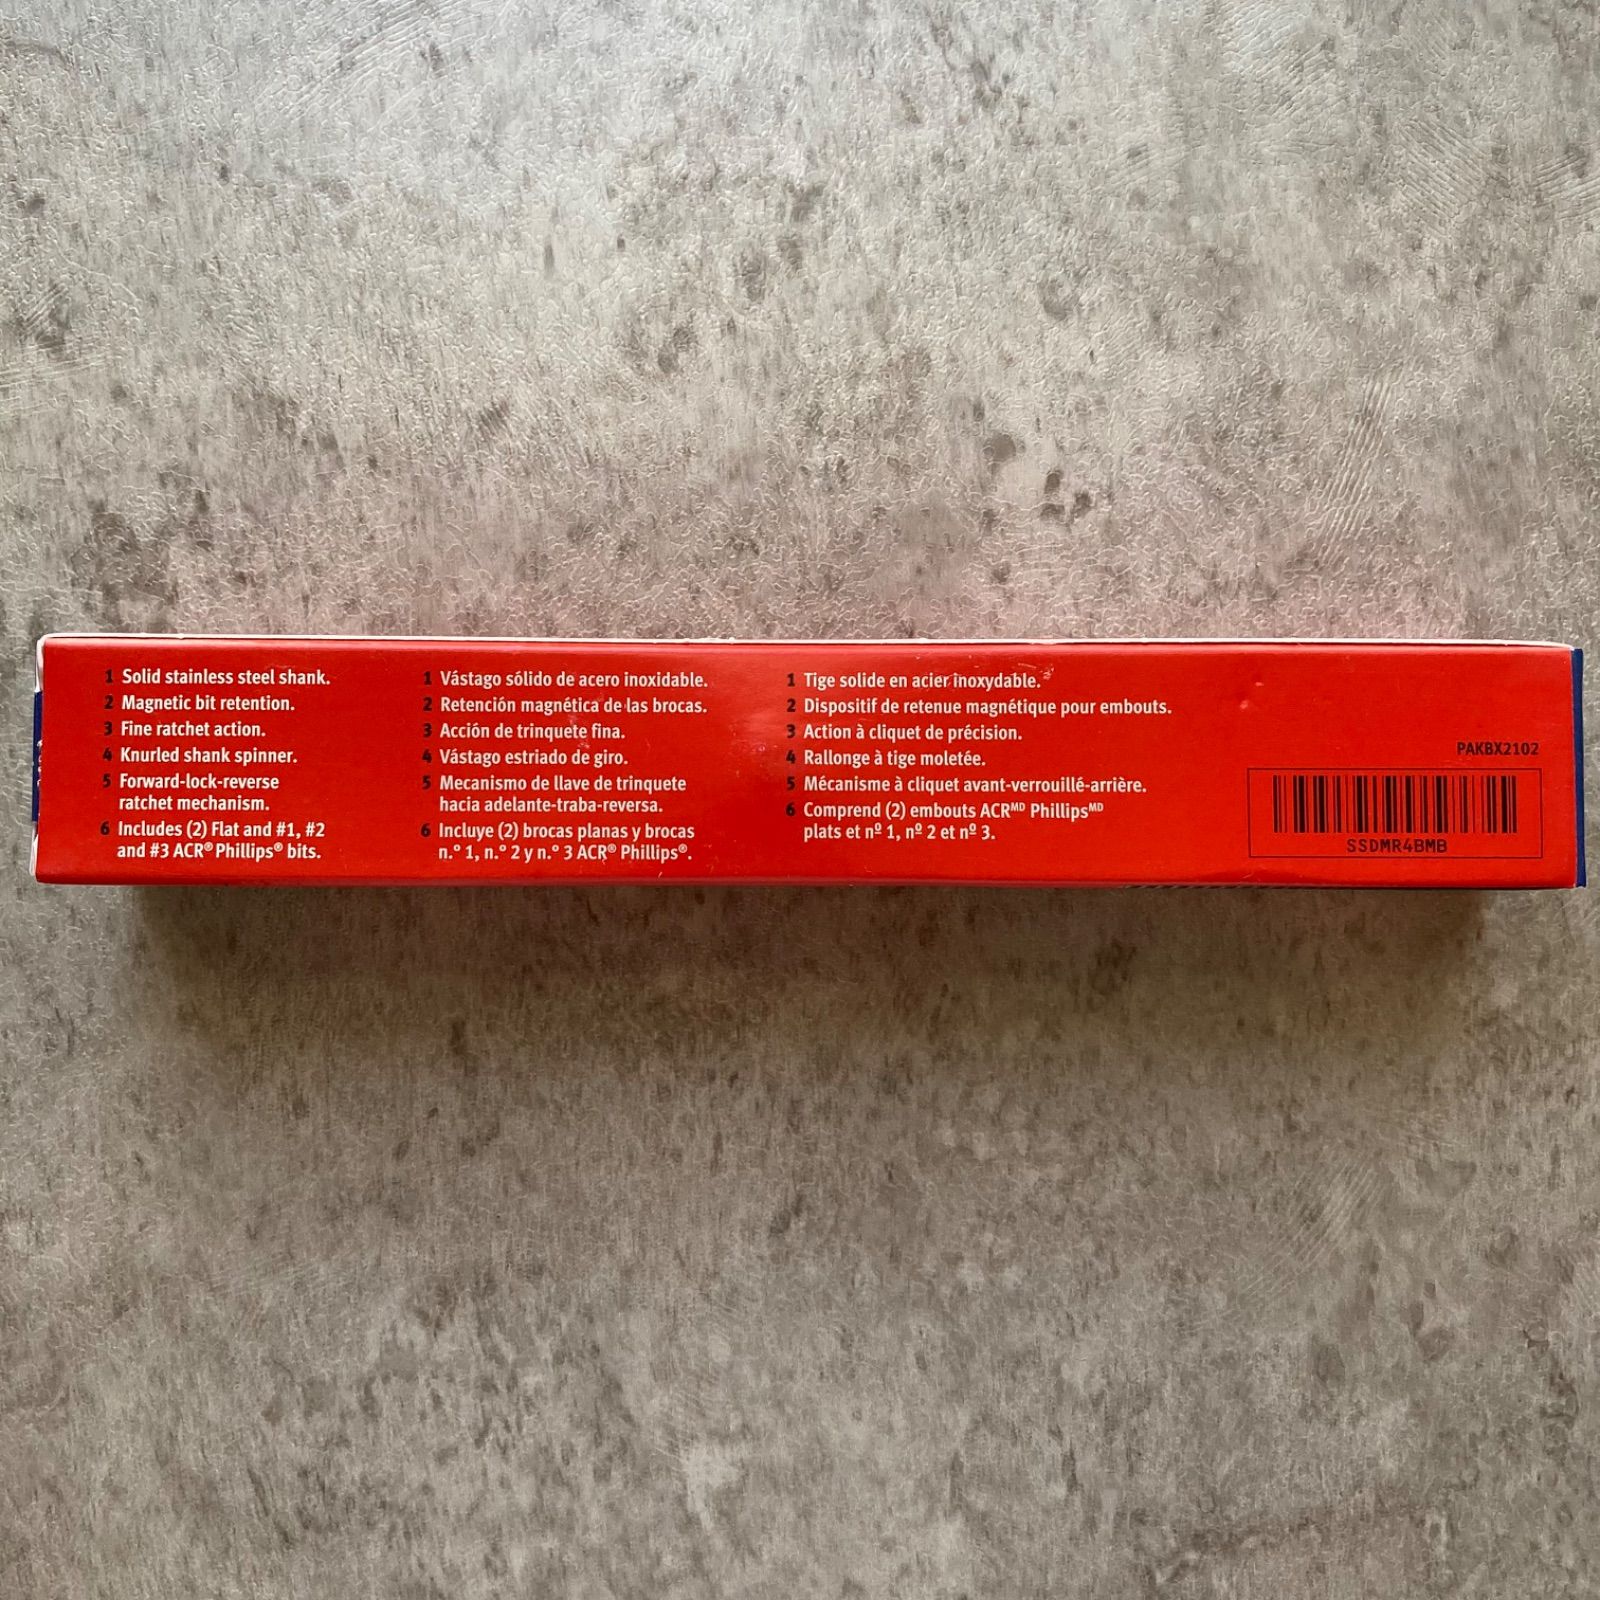 1 Solid stainless steel shank.
2 Magnetic bit retention.
3 Fine ratchet action.
4 Knurled shank spinner.
5 Forward-lock-reverse
ratchet mechanism.
6 Includes (2) Flat and #1, #2
and #3 ACR® Phillips® bits.
1 Vástago sólido de acero inoxidable.
2 Retención magnética de las brocas.
3 Acción de trinquete fina.
4 Vástago estriado de giro.
5 Mecanismo de llave de trinquete
hacia adelante-traba-reversa.
6 Incluye (2) brocas planas y brocas
n.º 1, n.º 2 y n.º 3 ACR® Phillips®.
1 Tige solide en acier inoxydable.
2 Dispositif de retenue magnétique pour embouts.
3 Action à cliquet de précision.
4 Rallonge à tige moletée.
5 Mécanisme à cliquet avant-verrouillé-arrière.
6 Comprend (2) embouts ACRᴹᴰ Phillipsᴹᴰ
plats et nº 1, nº 2 et nº 3.
PAKBX2102
SSDMR4BMB